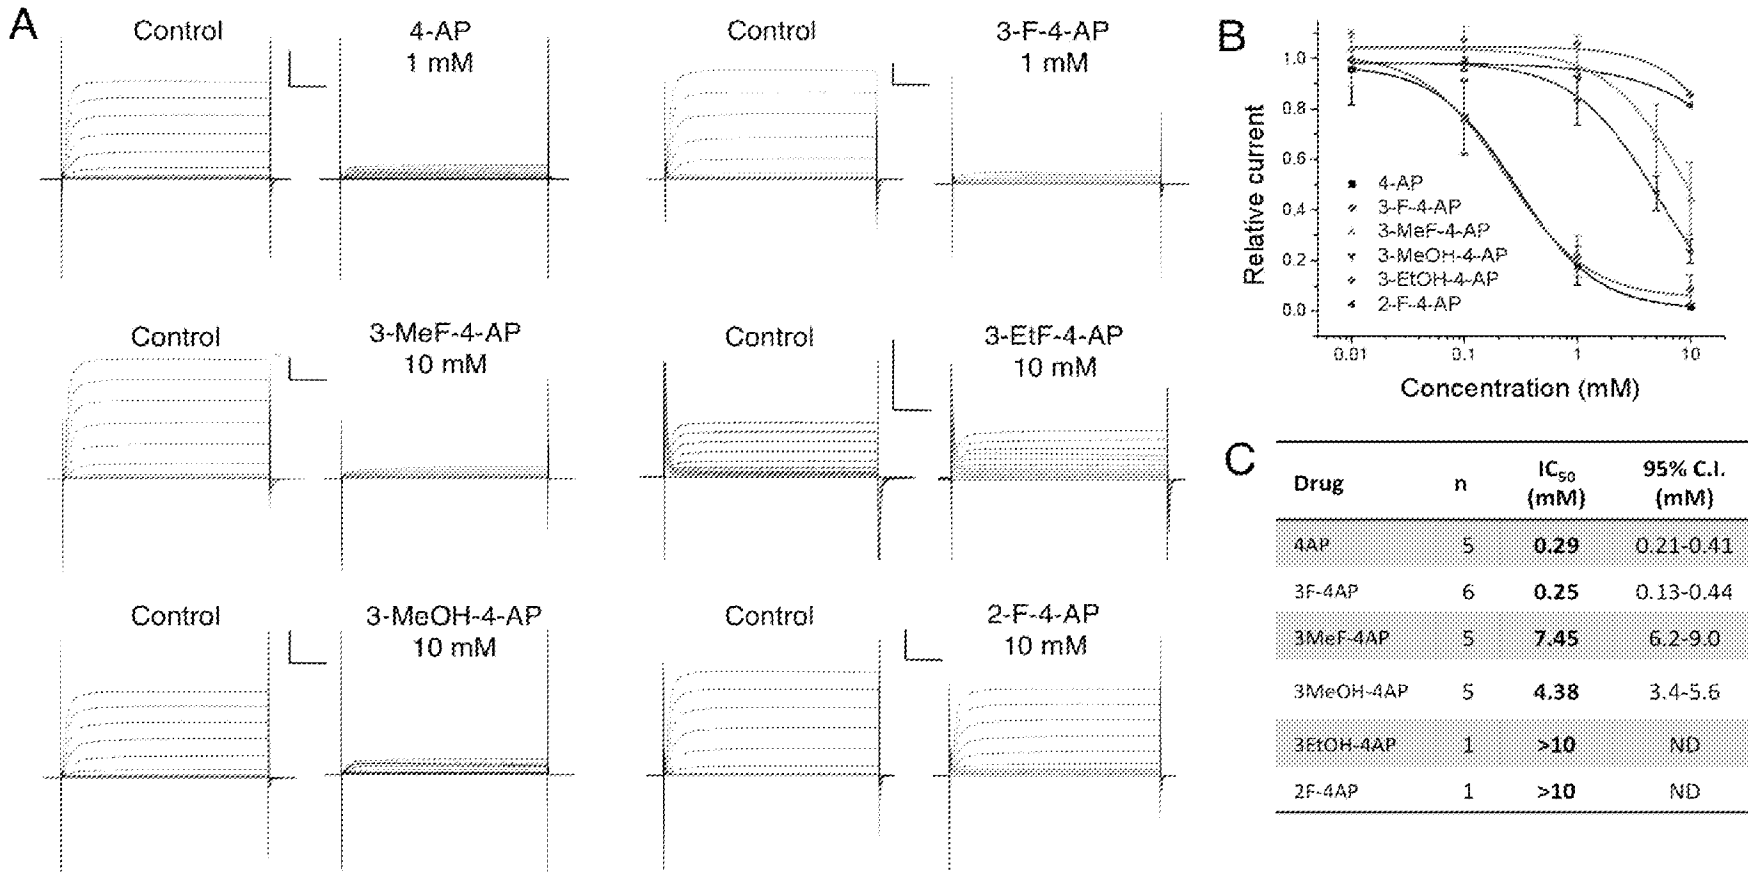 A
Control
4-AP
1 mM
Control
3-F-4-AP
1 mM
Control
3-MeF-4-AP
10 mM
Control
3-EtF-4-AP
10 mM
Control
3-MeOH-4-AP
10 mM
Control
2-F-4-AP
10 mM
B
Relative current
1.0
0.8
0.6
0.4
0.2
0.0
4-AP
3-F-4-AP
3-MeF-4-AP
3-MeOH-4-AP
3-EtOH-4-AP
2-F-4-AP
0.01 0.1 1 10
Concentration (mM)
C
Drug n IC50 (mM) 95% C.I. (mM)
4AP 5 0.29 0.21-0.41
3F-4AP 6 0.25 0.13-0.44
3MeF-4AP 5 7.45 6.2-9.0
3MeOH-4AP 5 4.38 3.4-5.6
3EtOH-4AP 1 >10 ND
2F-4AP 1 >10 ND